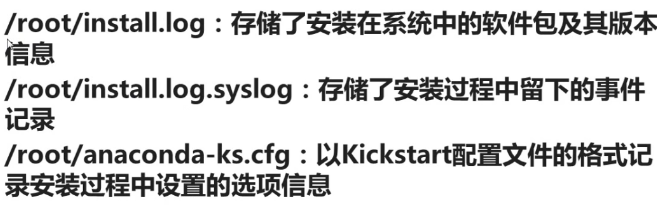 /root/install.log：存储了安装在系统中的软件包及其版本
信息
/root/install.log.syslog：存储了安装过程中留下的事件
记录
/root/anaconda-ks.cfg：以Kickstart配置文件的格式记
录安装过程中设置的选项信息